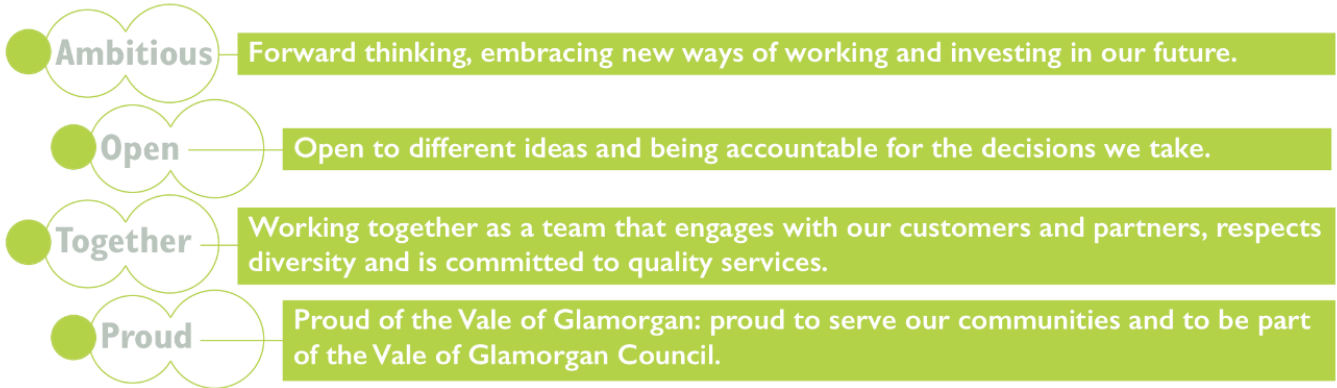 Ambitious
Forward thinking, embracing new ways of working and investing in our future.
Open
Open to different ideas and being accountable for the decisions we take.
Together
Working together as a team that engages with our customers and partners, respects
diversity and is committed to quality services.
Proud
Proud of the Vale of Glamorgan: proud to serve our communities and to be part
of the Vale of Glamorgan Council.